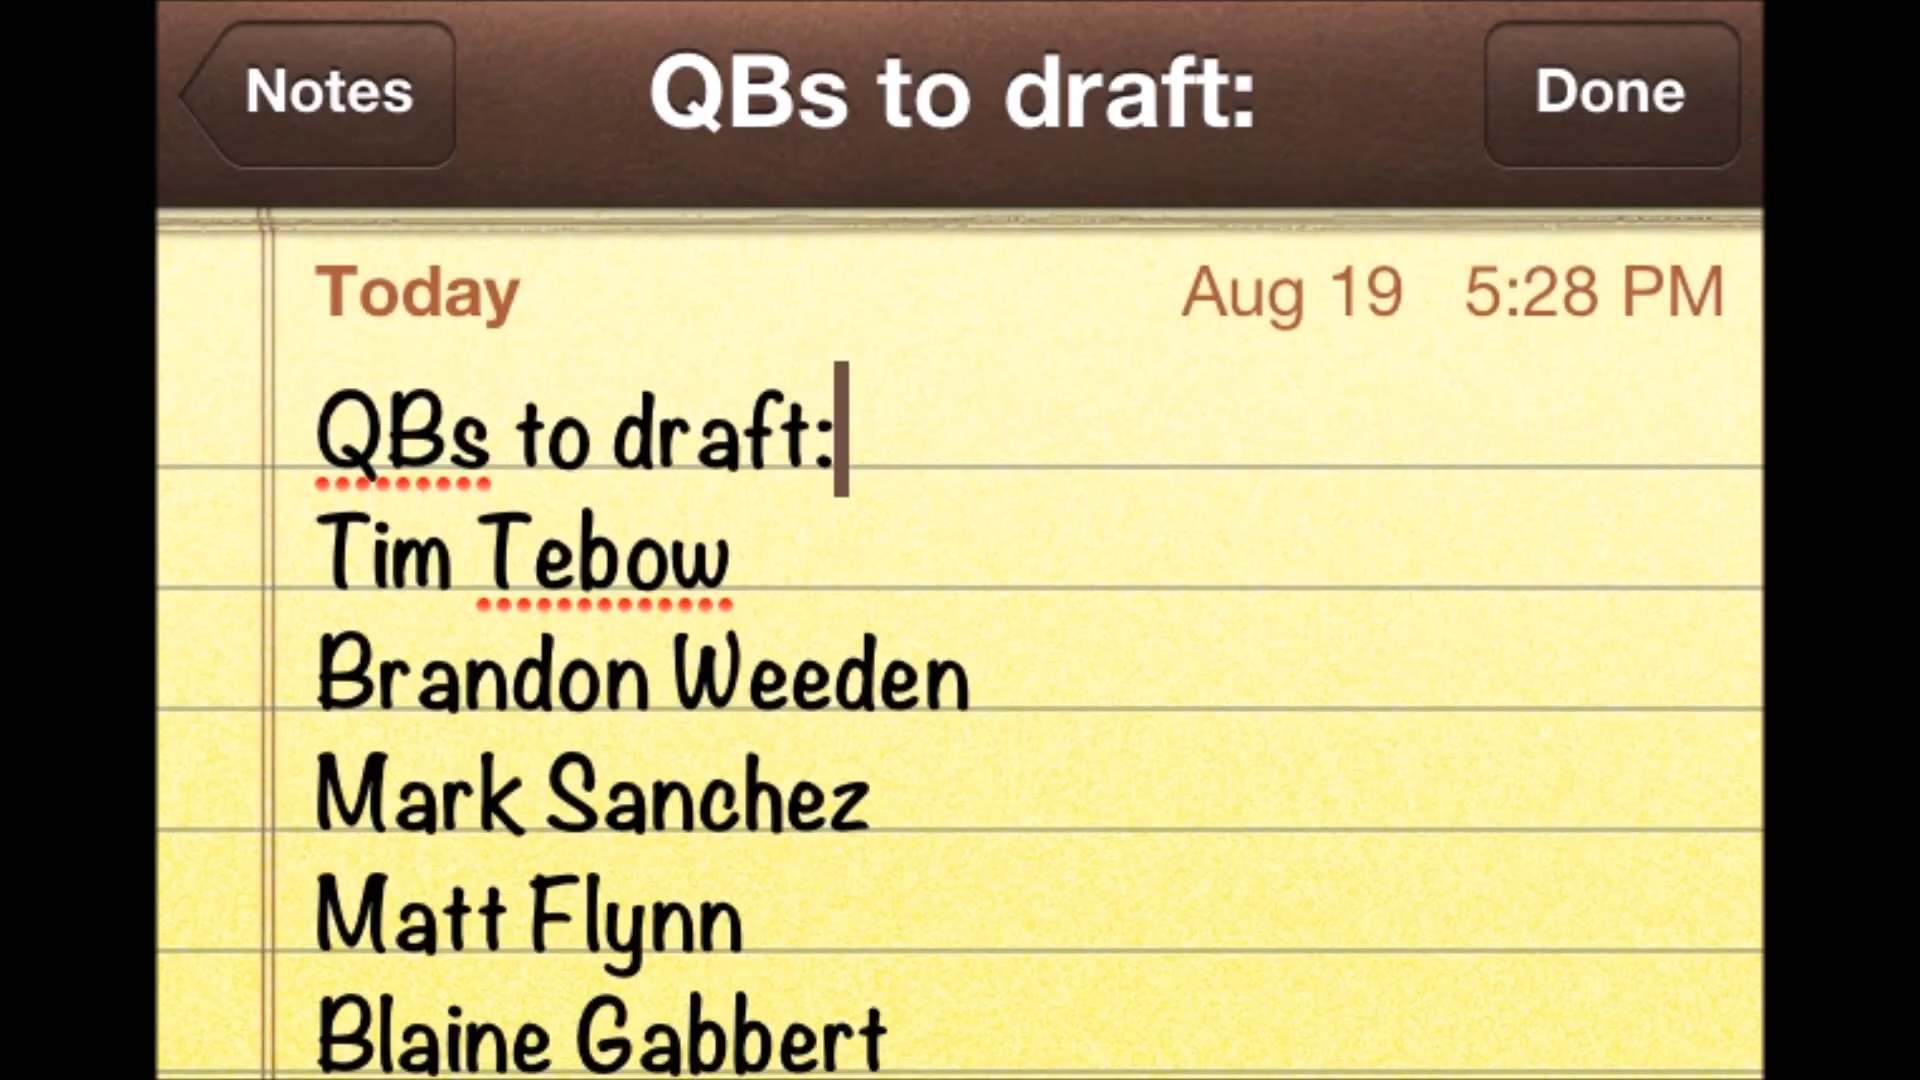 Notes QBs to draft: Done
Today Aug 19 5:28 PM
QBs to draft:
Tim Tebow
Brandon Weeden
Mark Sanchez
Matt Flynn
Blaine Gabbert